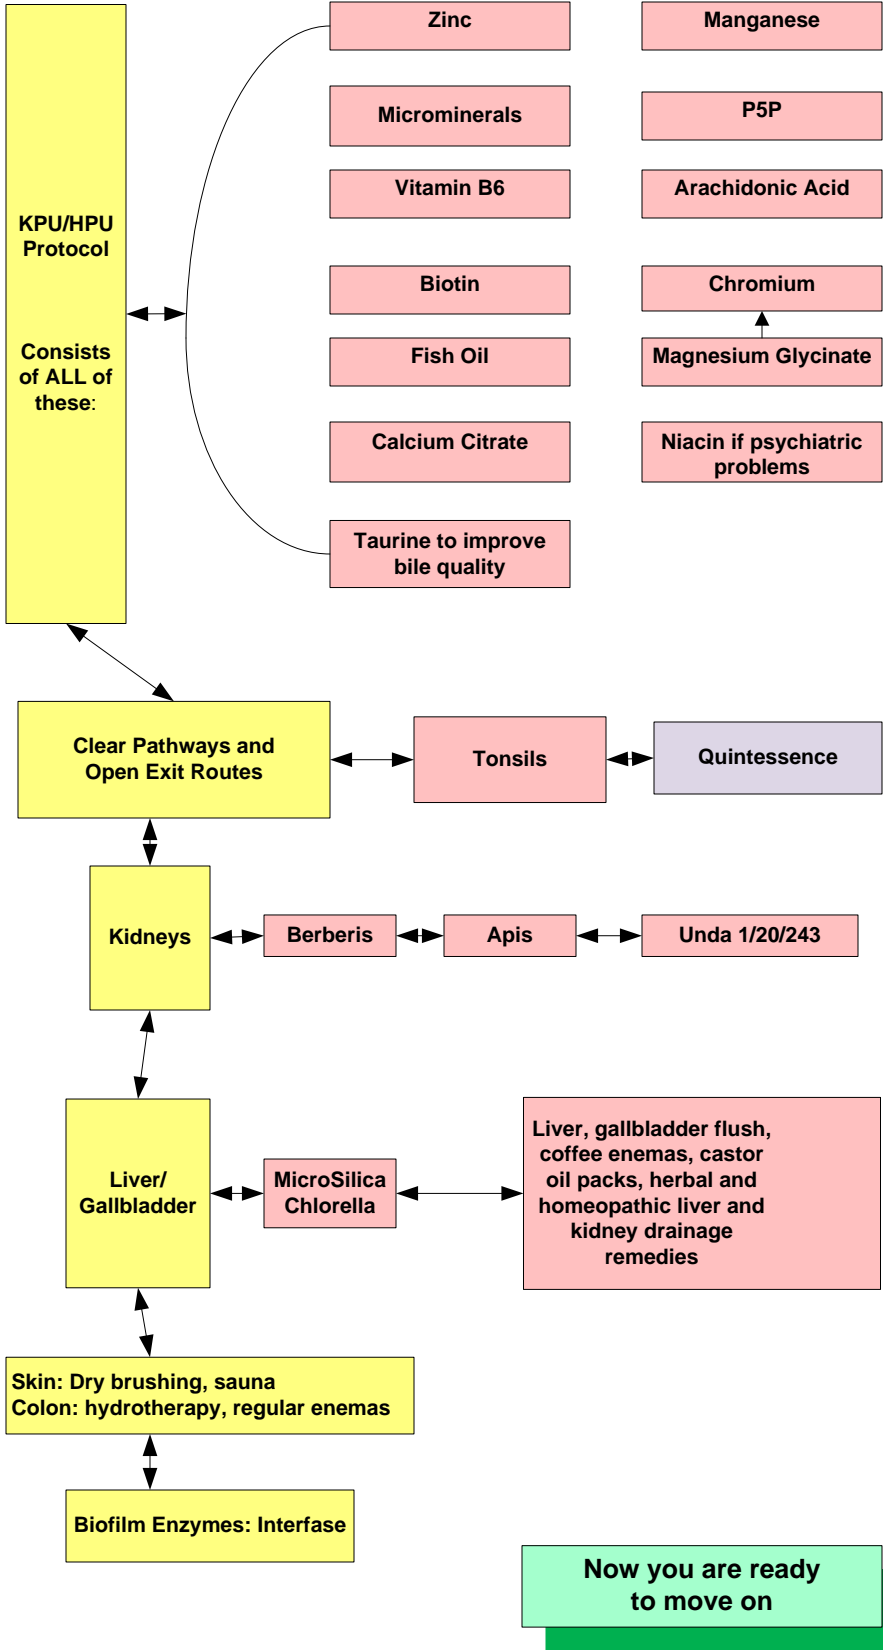 Zinc
Manganese
Microminerals
P5P
Vitamin B6
Arachidonic Acid
KPU/HPU
Protocol
Consists
of ALL of
these:
Biotin
Chromium
Fish Oil
Magnesium Glycinate
Calcium Citrate
Niacin if psychiatric
problems
Taurine to improve
bile quality
Clear Pathways and
Open Exit Routes
Tonsils
Quintessence
Kidneys
Berberis
Apis
Unda 1/20/243
Liver/
Gallbladder
MicroSilica
Chlorella
Liver, gallbladder flush,
coffee enemas, castor
oil packs, herbal and
homeopathic liver and
kidney drainage
remedies
Skin: Dry brushing, sauna
Colon: hydrotherapy, regular enemas
Biofilm Enzymes: Interfase
Now you are ready
to move on